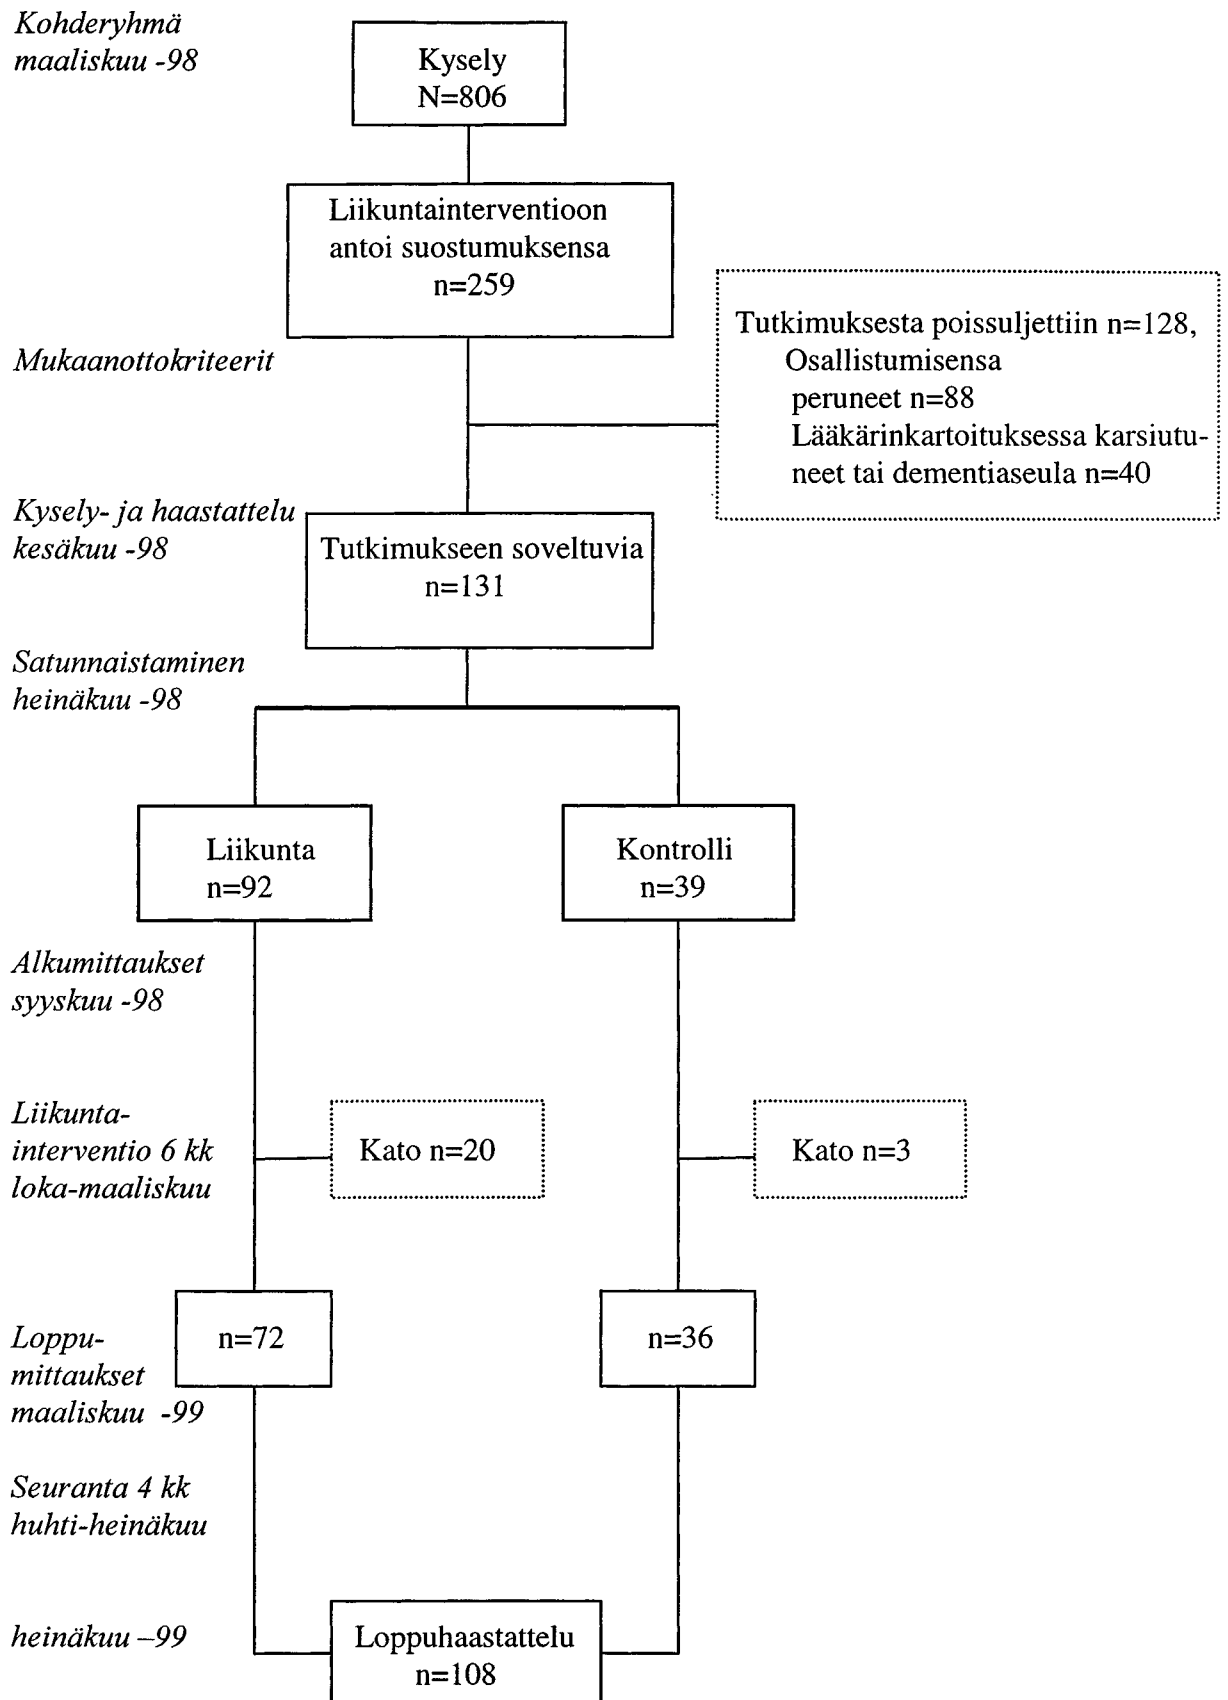 Kohderyhmä
maaliskuu -98
Kysely
N=806
Liikuntainterventioon
antoi suostumuksensa
n=259
Tutkimuksesta poissuljettiin n=128,
Osallistumisensa
peruneet n=88
Lääkärinkartoituksessa karsiutu-
neet tai dementiaseula n=40
Mukaanottokriteerit
Kysely- ja haastattelu
kesäkuu -98
Tutkimukseen soveltuvia
n=131
Satunnaistaminen
heinäkuu -98
Liikunta
n=92
Kontrolli
n=39
Alkumittaukset
syyskuu -98
Liikunta-
interventio 6 kk
loka-maaliskuu
Kato n=20
Kato n=3
n=72
n=36
Loppu-
mittaukset
maaliskuu -99
Seuranta 4 kk
huhti-heinäkuu
heinäkuu –99
Loppuhaastattelu
n=108